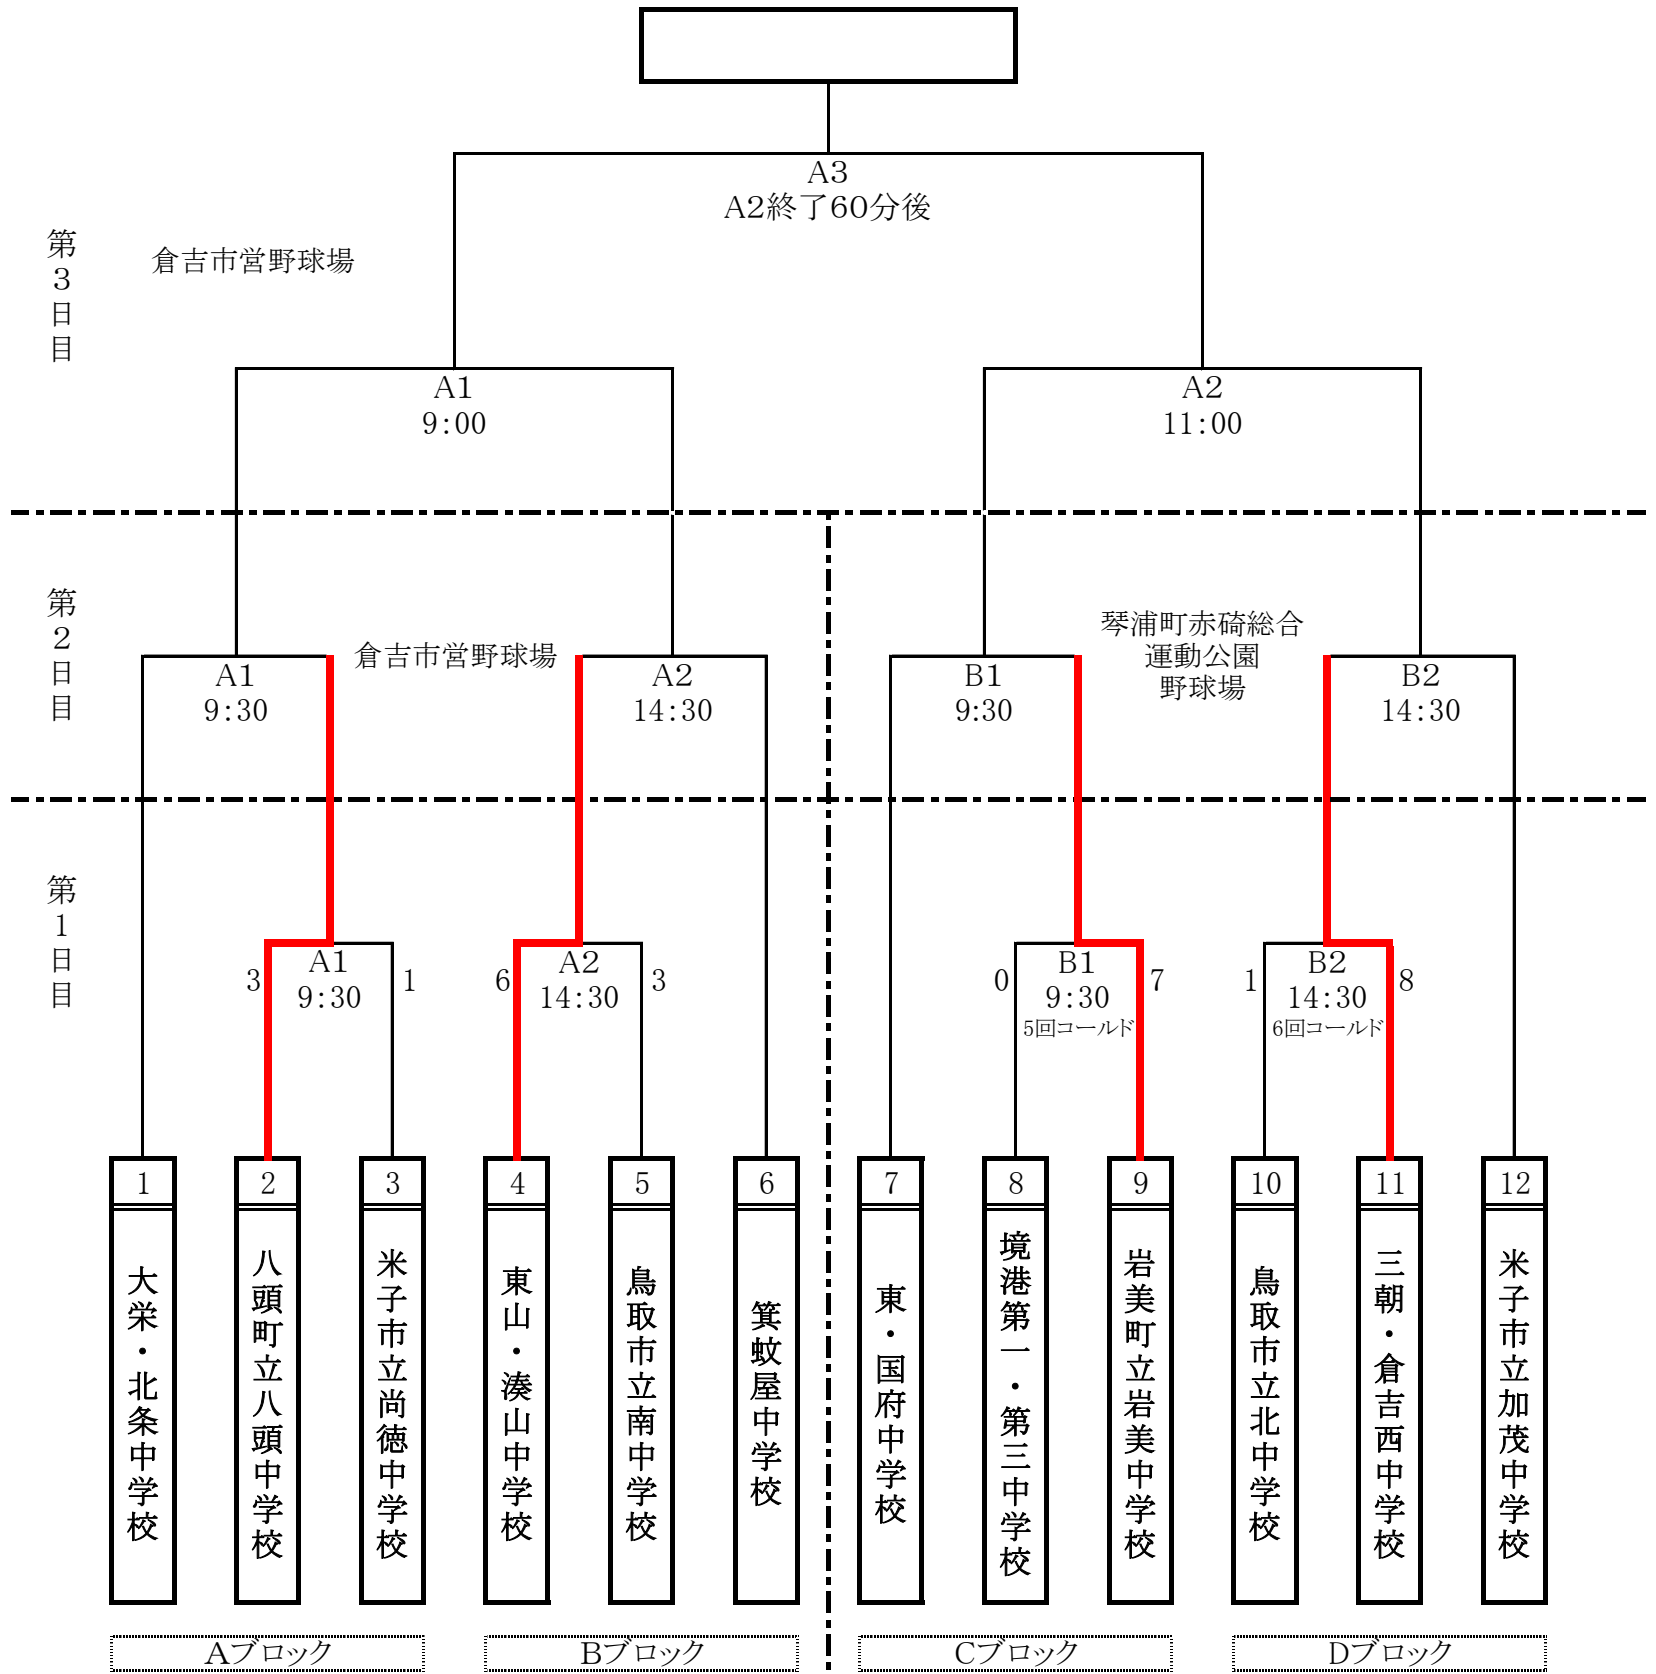 A3
A2終了60分後
第3日目
倉吉市営野球場
A1
9:00
A2
11:00
第2日目
倉吉市営野球場
琴浦町赤碕総合
運動公園
野球場
A1
9:30
A2
14:30
B1
9:30
B2
14:30
第1日目
3
A1
9:30
1
6
A2
14:30
3
0
B1
9:30
5回コールド
7
1
B2
14:30
6回コールド
8
1
2
3
4
5
6
7
8
9
10
11
12
大栄・北条中学校
八頭町立八頭中学校
米子市立尚徳中学校
東山・湊山中学校
鳥取市立南中学校
箕蚊屋中学校
東・国府中学校
境港第一・第三中学校
岩美町立岩美中学校
鳥取市立北中学校
三朝・倉吉西中学校
米子市立加茂中学校
Aブロック
Bブロック
Cブロック
Dブロック